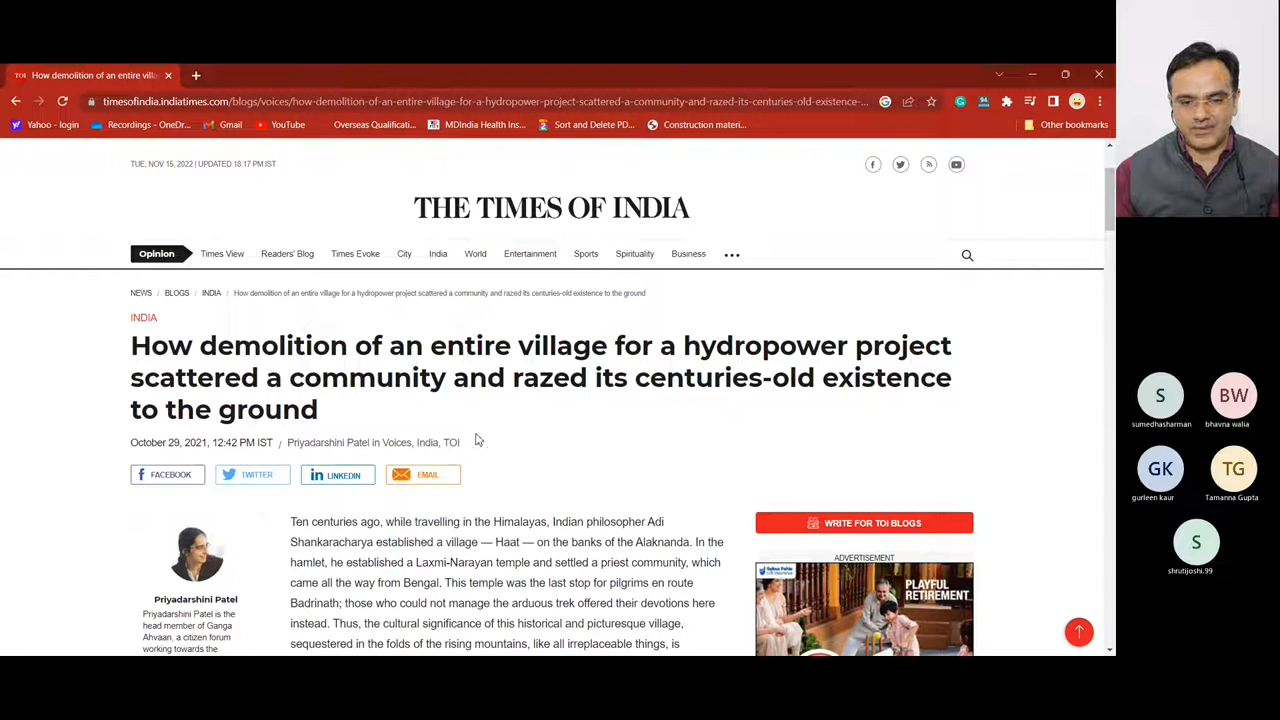 TOI How demolition of an entire villa
timesofindia.indiatimes.com/blogs/voices/how-demolition-of-an-entire-village-for-a-hydropower-project-scattered-a-community-and-razed-its-centuries-old-existence-...
Yahoo - login
Recordings - OneDr...
Gmail
YouTube
Overseas Qualificati...
MDIndia Health Ins...
Sort and Delete PD...
Construction materi...
Other bookmarks
TUE, NOV 15, 2022 | UPDATED 18:17 PM IST
THE TIMES OF INDIA
Opinion Times View Readers' Blog Times Evoke City India World Entertainment Sports Spirituality Business
NEWS / BLOGS / INDIA / How demolition of an entire village for a hydropower project scattered a community and razed its centuries-old existence to the ground
INDIA
How demolition of an entire village for a hydropower project
scattered a community and razed its centuries-old existence
to the ground
October 29, 2021, 12:42 PM IST / Priyadarshini Patel in Voices, India, TOI
FACEBOOK TWITTER LINKEDIN EMAIL
Priyadarshini Patel
Priyadarshini Patel is the
head member of Ganga
Ahvaan, a citizen forum
working towards the
Ten centuries ago, while travelling in the Himalayas, Indian philosopher Adi
Shankaracharya established a village — Haat — on the banks of the Alaknanda. In the
hamlet, he established a Laxmi-Narayan temple and settled a priest community, which
came all the way from Bengal. This temple was the last stop for pilgrims en route
Badrinath; those who could not manage the arduous trek offered their devotions here
instead. Thus, the cultural significance of this historical and picturesque village,
sequestered in the folds of the rising mountains, like all irreplaceable things, is
WRITE FOR TOI BLOGS
ADVERTISEMENT
PLAYFUL
RETIREMENT
S
sumedhasharman
BW
bhavna walia
GK
gurleen kaur
TG
Tamanna Gupta
S
shrutijoshi.99